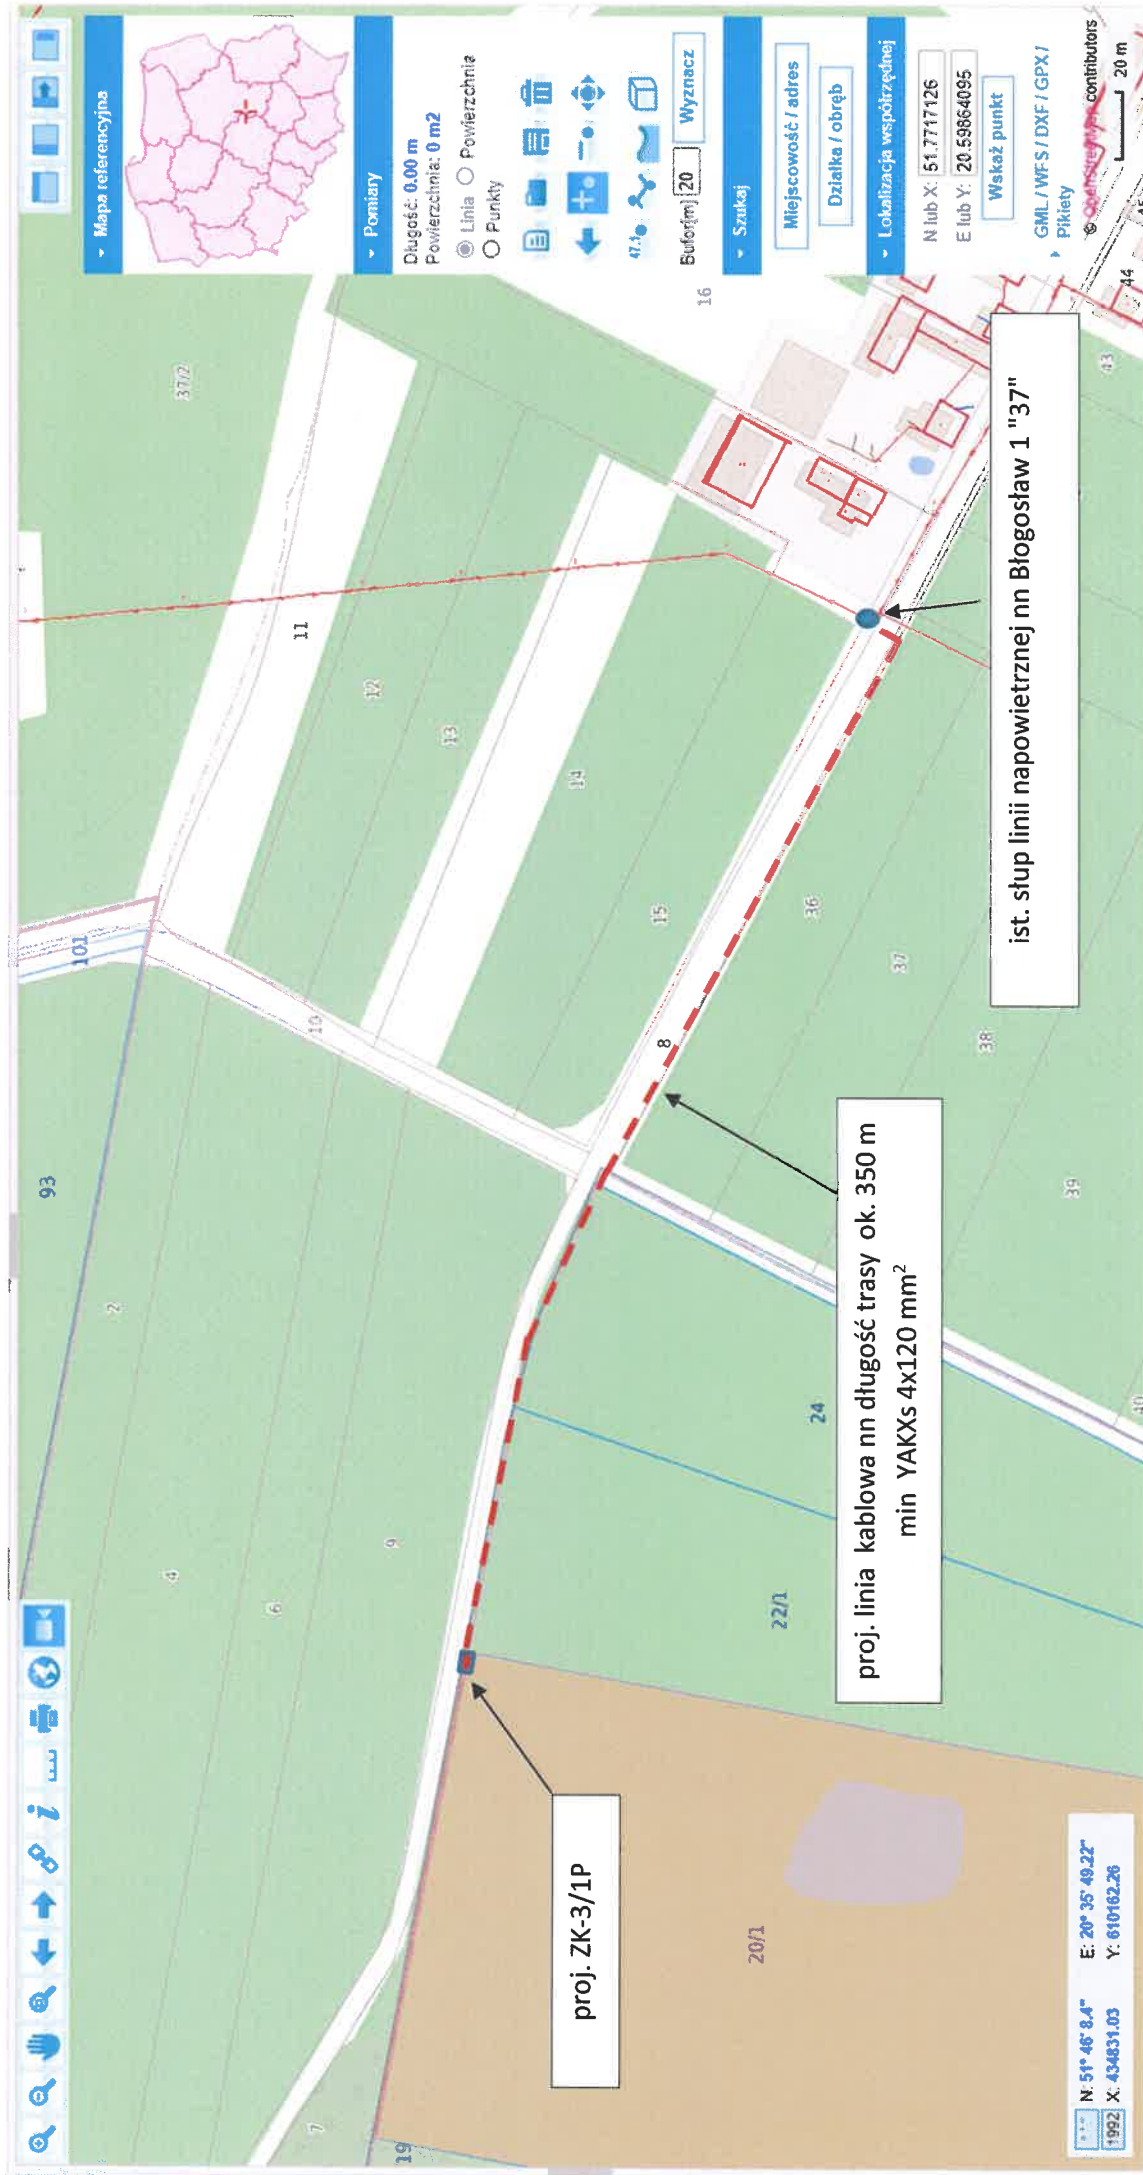 Mapa referencyjna
Pomiary
Długość: 0.00 m
Powierzchnia: 0 m2
Linia
Powierzchnia
Punkty
47.1
Bufor[m] 20
Wyznacz
Szukaj
Miejscowość / adres
Działka / obręb
Lokalizacja współrzędnej
N lub X: 51.7717126
E lub Y: 20.59864095
Wskaż punkt
GML / WFS / DXF / GPX /
Pikiety
contributors
20 m
93
101
37/2
2
4
6
9
10
11
12
13
14
15
16
8
36
37
38
39
40
43
44
24
22/1
20/1
19
7
proj. ZK-3/1P
proj. linia kablowa nn długość trasy ok. 350 m
min YAKXs 4x120 mm²
ist. słup linii napowietrznej nn Błogosław 1 "37"
N: 51° 46' 8.4" E: 20° 35' 49.22"
1992 X: 434831.03 Y: 610162.26